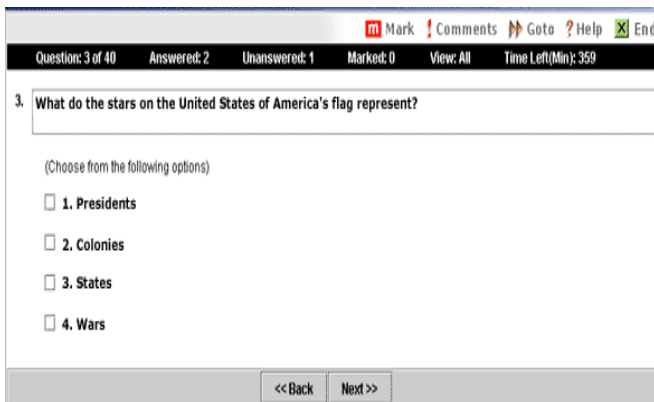 m Mark ! Comments Goto ? Help X End
Question: 3 of 40 Answered: 2 Unanswered: 1 Marked: 0 View: All Time Left(Min): 359
3. What do the stars on the United States of America's flag represent?
(Choose from the following options)
1. Presidents
2. Colonies
3. States
4. Wars
<< Back Next >>